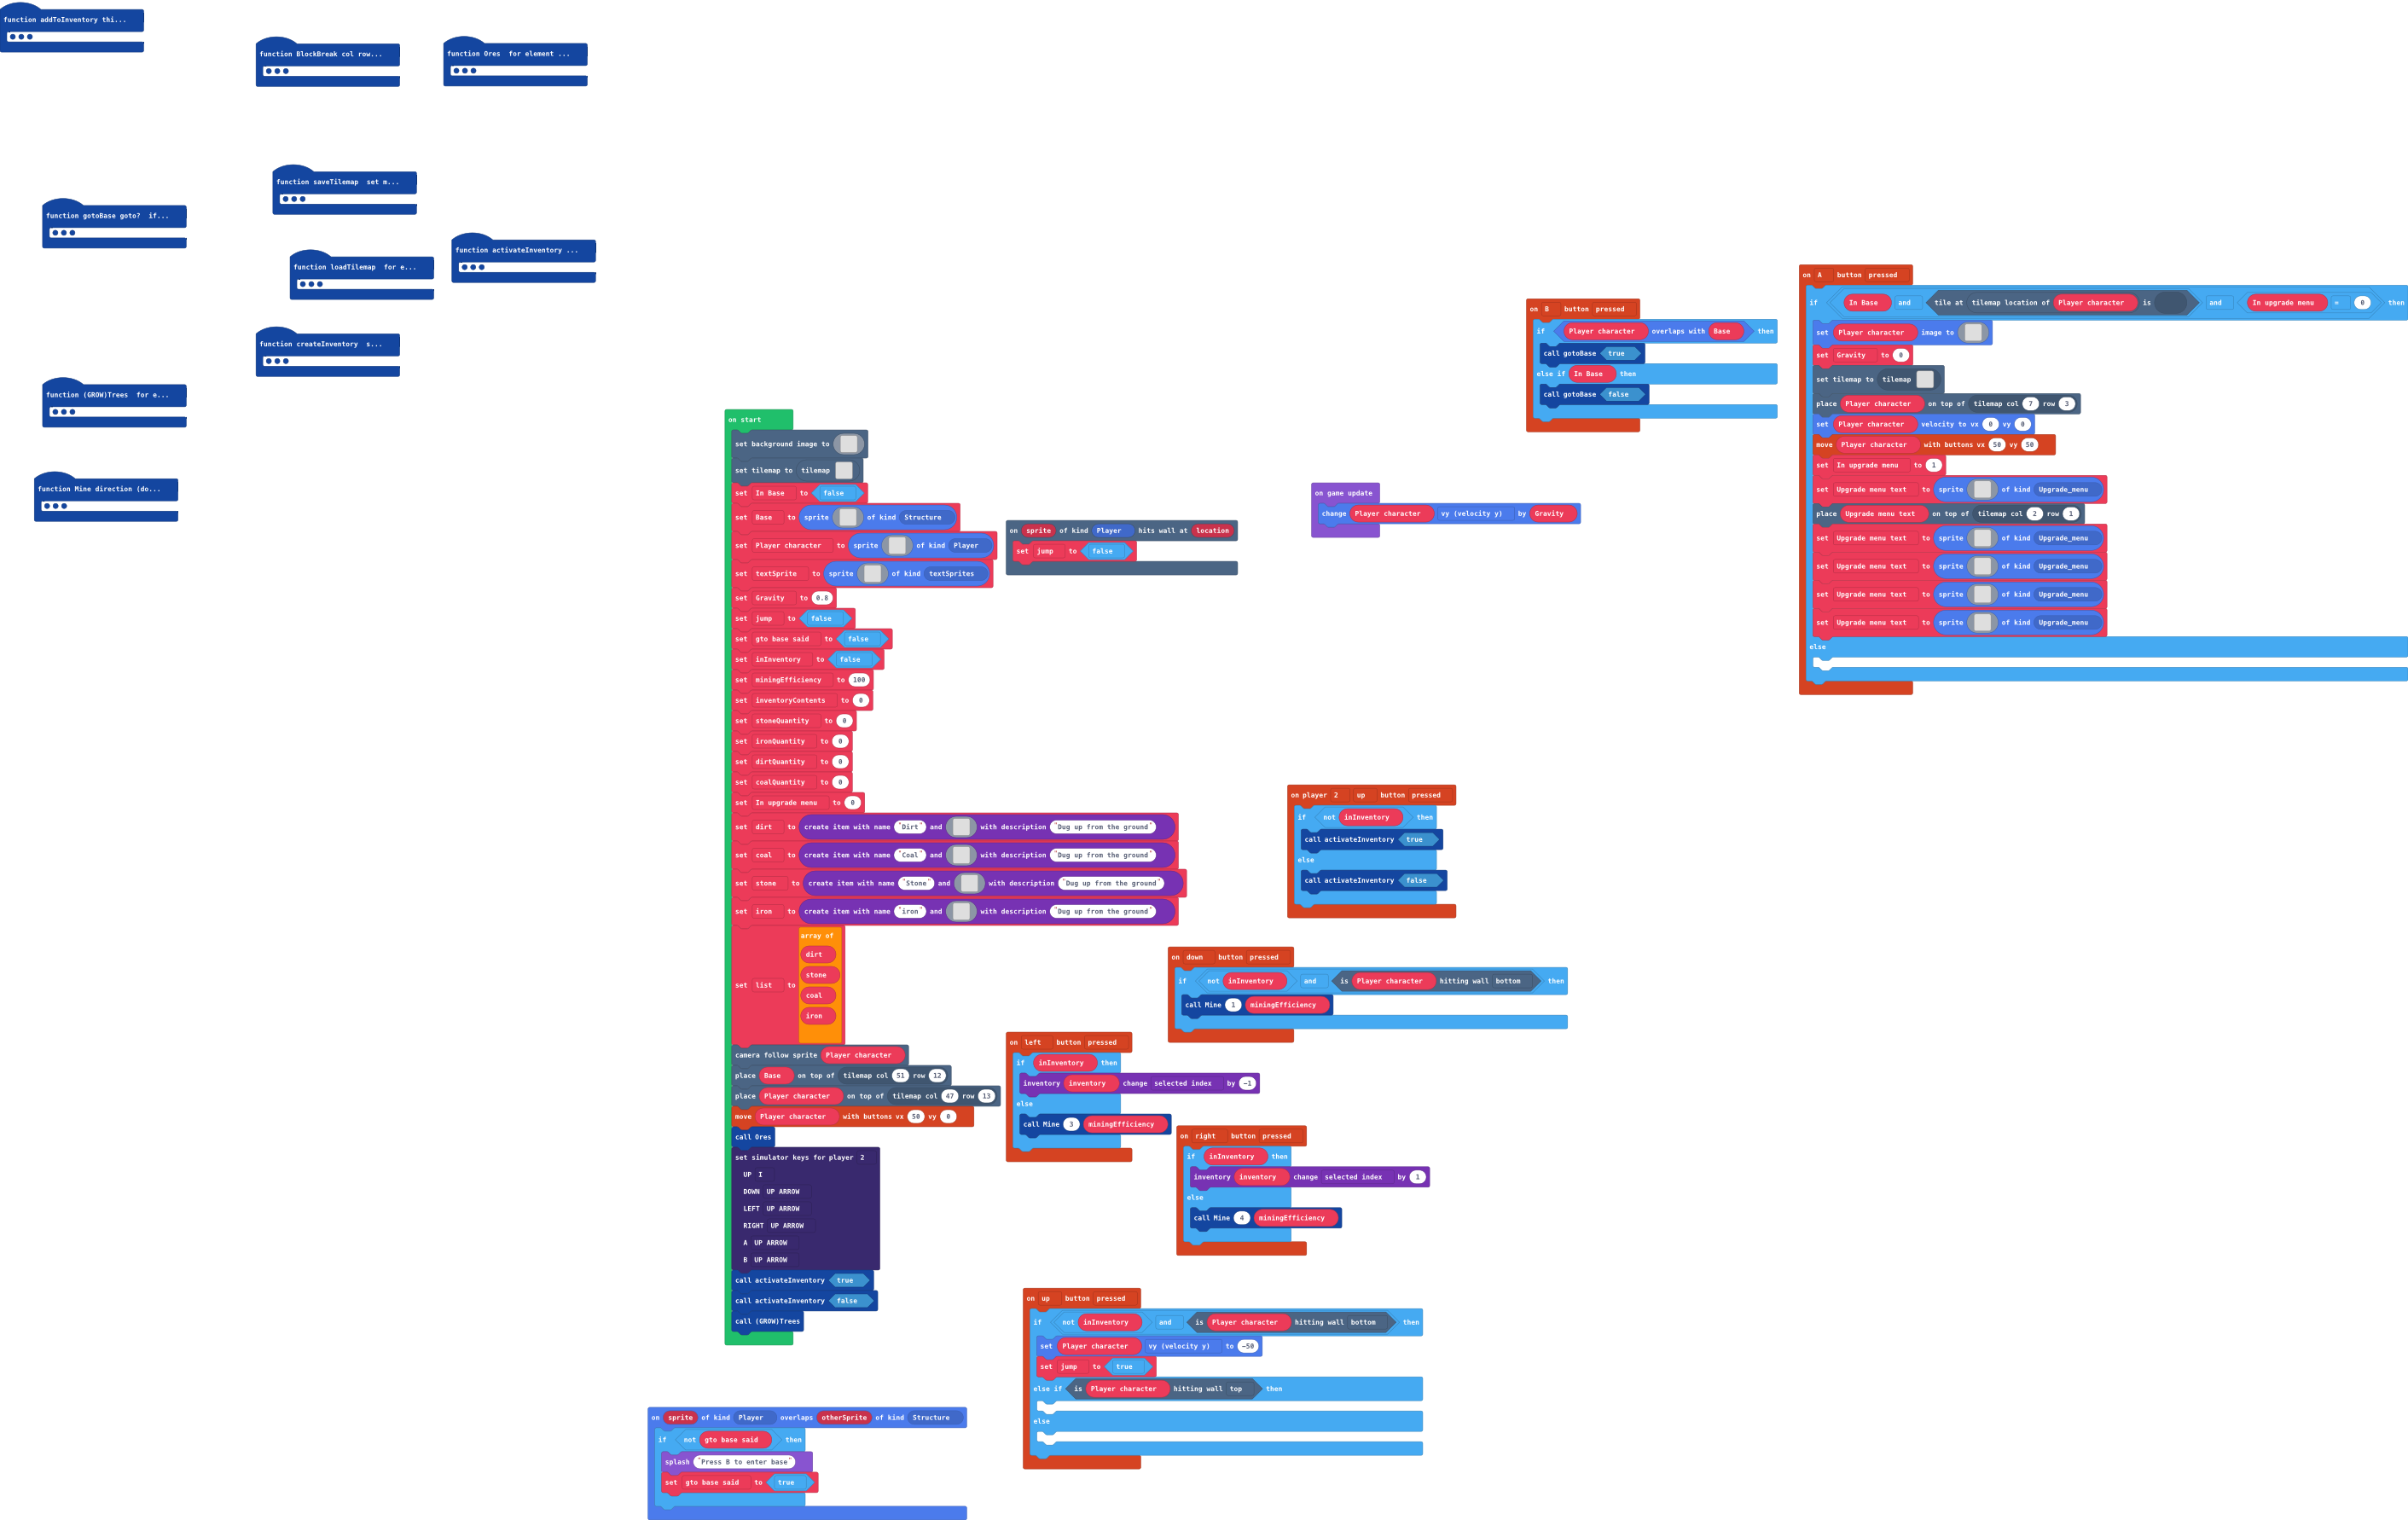 function addToInventory thi...
function BlockBreak col row...
function Ores for element ...
function saveTilemap set m...
function gotoBase goto? if...
function activateInventory ...
function loadTilemap for e...
function createInventory s...
function (GROW)Trees for e...
function Mine direction (do...
on start
set background image to
set tilemap to tilemap
set In Base to false
set Base to sprite of kind Structure
set Player character to sprite of kind Player
set textSprite to sprite of kind textSprites
set Gravity to 0.8
set jump to false
set gto base said to false
set inInventory to false
set miningEfficiency to 100
set inventoryContents to 0
set stoneQuantity to 0
set ironQuantity to 0
set dirtQuantity to 0
set coalQuantity to 0
set In upgrade menu to 0
set dirt to create item with name "Dirt" and with description "Dug up from the ground"
set coal to create item with name "Coal" and with description "Dug up from the ground"
set stone to create item with name "Stone" and with description "Dug up from the ground"
set iron to create item with name "iron" and with description "Dug up from the ground"
set list to array of
dirt
stone
coal
iron
camera follow sprite Player character
place Base on top of tilemap col 51 row 12
place Player character on top of tilemap col 47 row 13
move Player character with buttons vx 50 vy 0
call Ores
set simulator keys for player 2
UP I
DOWN UP ARROW
LEFT UP ARROW
RIGHT UP ARROW
A UP ARROW
B UP ARROW
call activateInventory true
call activateInventory false
call (GROW)Trees
on sprite of kind Player hits wall at location
set jump to false
on game update
change Player character vy (velocity y) by Gravity
on B button pressed
if Player character overlaps with Base then
call gotoBase true
else if In Base then
call gotoBase false
on A button pressed
if In Base and tile at tilemap location of Player character is and In upgrade menu = 0 then
set Player character image to
set Gravity to 0
set tilemap to tilemap
place Player character on top of tilemap col 7 row 3
set Player character velocity to vx 0 vy 0
move Player character with buttons vx 50 vy 50
set In upgrade menu to 1
set Upgrade menu text to sprite of kind Upgrade_menu
place Upgrade menu text on top of tilemap col 2 row 1
set Upgrade menu text to sprite of kind Upgrade_menu
set Upgrade menu text to sprite of kind Upgrade_menu
set Upgrade menu text to sprite of kind Upgrade_menu
set Upgrade menu text to sprite of kind Upgrade_menu
else
on player 2 up button pressed
if not inInventory then
call activateInventory true
else
call activateInventory false
on down button pressed
if not inInventory and is Player character hitting wall bottom then
call Mine 1 miningEfficiency
on left button pressed
if inInventory then
inventory inventory change selected index by -1
else
call Mine 3 miningEfficiency
on right button pressed
if inInventory then
inventory inventory change selected index by 1
else
call Mine 4 miningEfficiency
on up button pressed
if not inInventory and is Player character hitting wall bottom then
set Player character vy (velocity y) to -50
set jump to true
else if is Player character hitting wall top then
else
on sprite of kind Player overlaps otherSprite of kind Structure
if not gto base said then
splash "Press B to enter base"
set gto base said to true